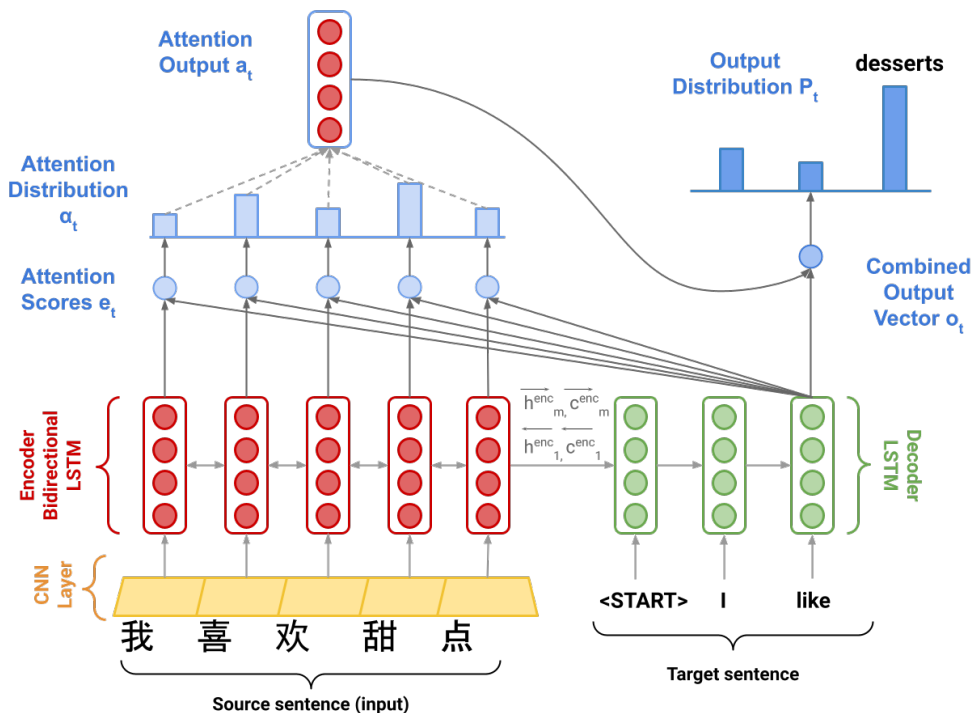 Attention
Output a_t
Output
Distribution P_t
desserts
Attention
Distribution
α_t
Attention
Scores e_t
Combined
Output
Vector o_t
Encoder
Bidirectional
LSTM
h^enc_m, c^enc_m
h^enc_1, c^enc_1
Decoder
LSTM
CNN
Layer
<START> I like
我 喜 欢 甜 点
Target sentence
Source sentence (input)